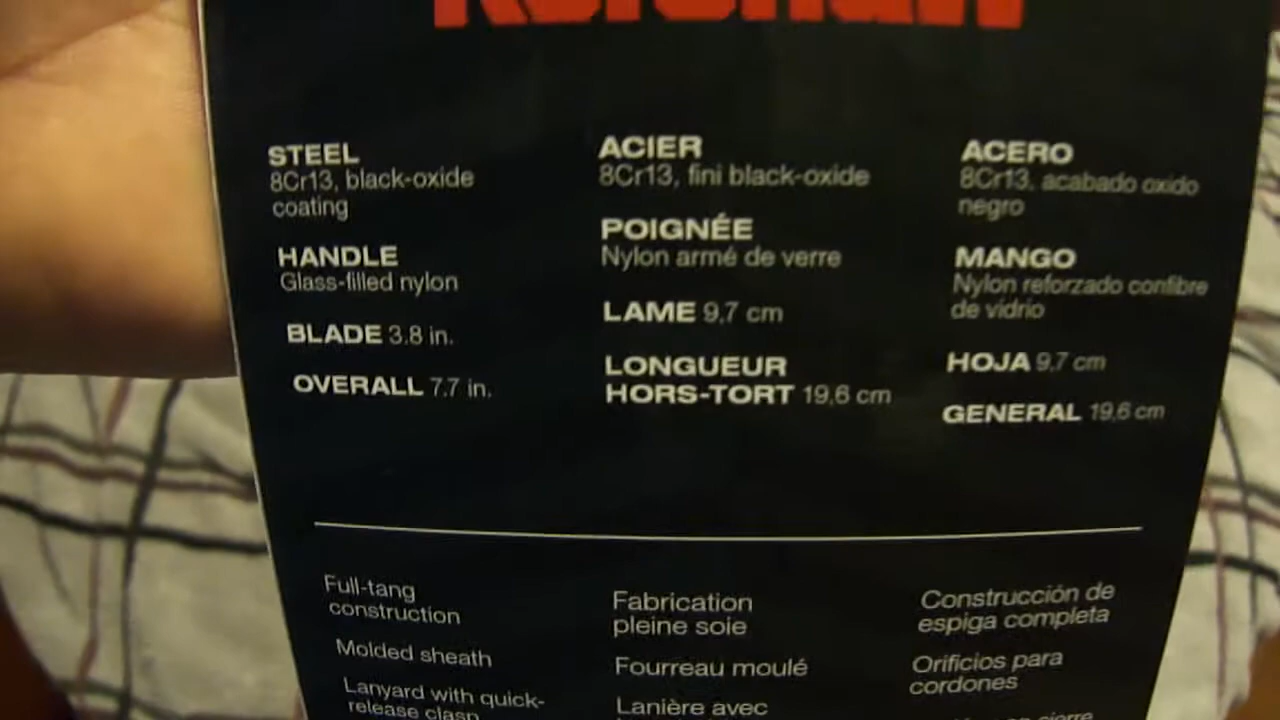 Kershaw
STEEL
8Cr13, black-oxide
coating
HANDLE
Glass-filled nylon
BLADE 3.8 in.
OVERALL 7.7 in.
ACIER
8Cr13, fini black-oxide
POIGNÉE
Nylon armé de verre
LAME 9,7 cm
LONGUEUR
HORS-TORT 19,6 cm
ACERO
8Cr13, acabado oxido
negro
MANGO
Nylon reforzado confibre
de vidrio
HOJA 9,7 cm
GENERAL 19,6 cm
Full-tang
construction
Molded sheath
Lanyard with quick-
release clasp
Fabrication
pleine soie
Fourreau moulé
Lanière avec
Construcción de
espiga completa
Orificios para
cordones
cierre